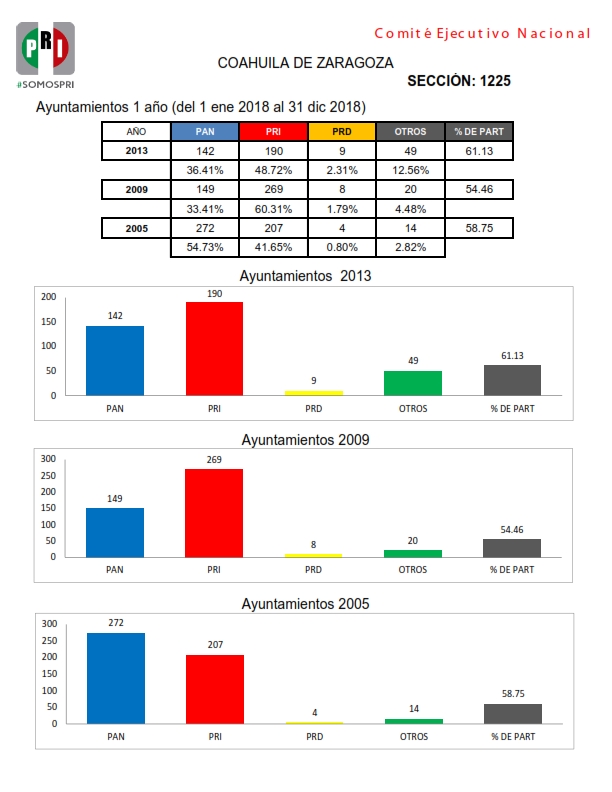 Comité Ejecutivo Nacional
PRI
#SOMOSPRI
COAHUILA DE ZARAGOZA
SECCIÓN: 1225
Ayuntamientos 1 año (del 1 ene 2018 al 31 dic 2018)
AÑO PAN PRI PRD OTROS % DE PART
2013 142 190 9 49 61.13
36.41% 48.72% 2.31% 12.56%
2009 149 269 8 20 54.46
33.41% 60.31% 1.79% 4.48%
2005 272 207 4 14 58.75
54.73% 41.65% 0.80% 2.82%
Ayuntamientos 2013
200
150
100
50
0
142
190
9
49
61.13
PAN PRI PRD OTROS % DE PART
Ayuntamientos 2009
300
250
200
150
100
50
0
149
269
8
20
54.46
PAN PRI PRD OTROS % DE PART
Ayuntamientos 2005
300
250
200
150
100
50
0
272
207
4
14
58.75
PAN PRI PRD OTROS % DE PART